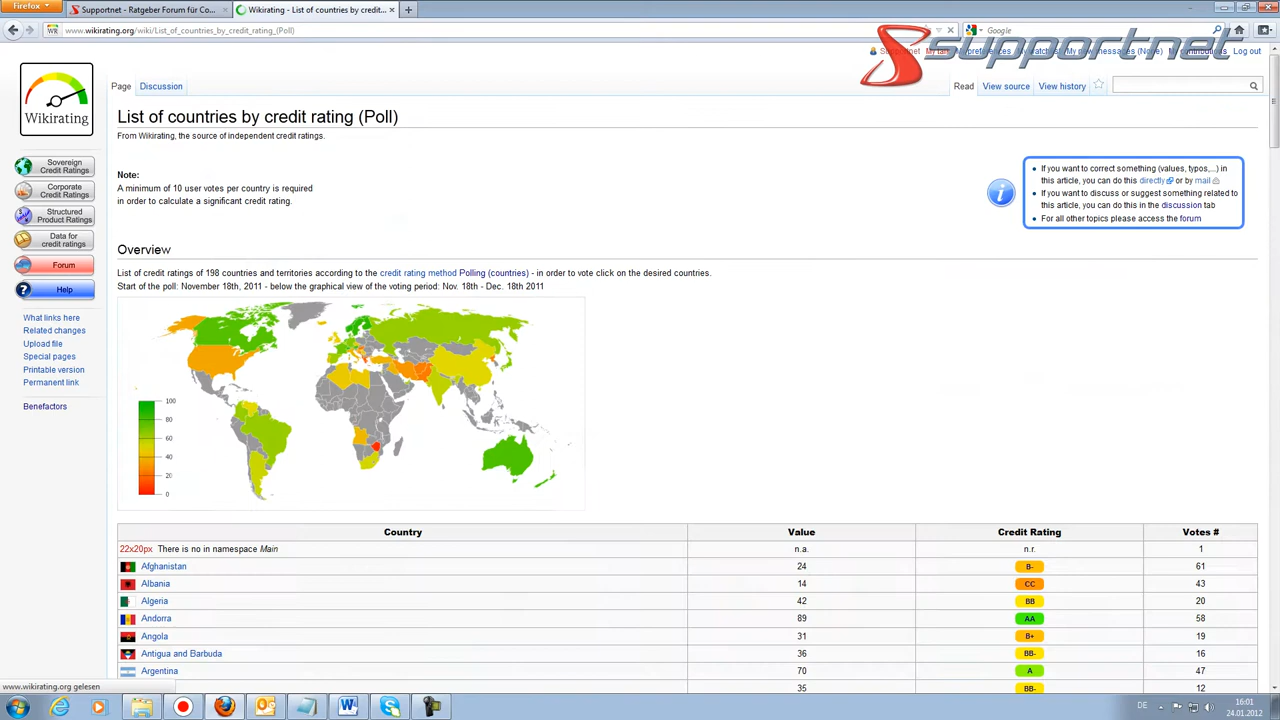 Firefox
Supportnet - Ratgeber Forum für Co...
Wikirating - List of countries by credit...
www.wikirating.org/wiki/List_of_countries_by_credit_rating_(Poll)
Google
supportnet
Log out
Wikirating
Page
Discussion
Read
View source
View history
List of countries by credit rating (Poll)
From Wikirating, the source of independent credit ratings.
Sovereign
Credit Ratings
Corporate
Credit Ratings
Structured
Product Ratings
Data for
credit ratings
Forum
Help
What links here
Related changes
Upload file
Special pages
Printable version
Permanent link
Benefactors
Note:
A minimum of 10 user votes per country is required
in order to calculate a significant credit rating.
If you want to correct something (values, typos,...) in
this article, you can do this directly or by mail
If you want to discuss or suggest something related to
this article, you can do this in the discussion tab
For all other topics please access the forum
Overview
List of credit ratings of 198 countries and territories according to the credit rating method Polling (countries) - in order to vote click on the desired countries.
Start of the poll: November 18th, 2011 - below the graphical view of the voting period: Nov. 18th - Dec. 18th 2011
100
80
60
40
20
0
Country Value Credit Rating Votes #
22x20px There is no in namespace Main n.a. n.r. 1
Afghanistan 24 B- 61
Albania 14 CC 43
Algeria 42 BB 20
Andorra 89 AA 58
Angola 31 B+ 19
Antigua and Barbuda 36 BB- 16
Argentina 70 A 47
35 BB- 12
www.wikirating.org gelesen
DE
16:01
24.01.2012